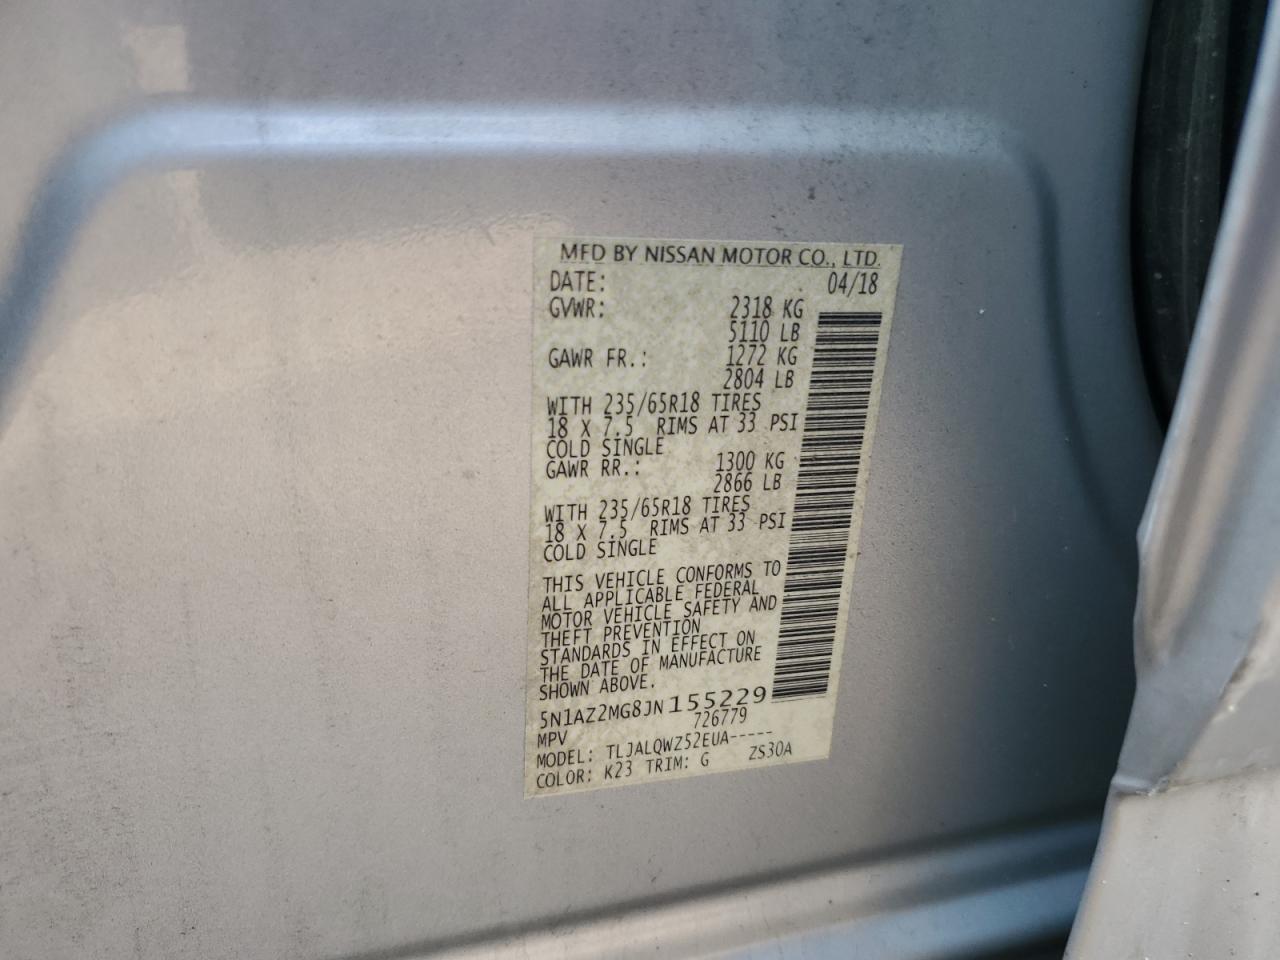 MFD BY NISSAN MOTOR CO., LTD.
DATE: 04/18
GVWR: 2318 KG
5110 LB
GAWR FR.: 1272 KG
2804 LB
WITH 235/65R18 TIRES
18 X 7.5 RIMS AT 33 PSI
COLD SINGLE
GAWR RR.: 1300 KG
2866 LB
WITH 235/65R18 TIRES
18 X 7.5 RIMS AT 33 PSI
COLD SINGLE
THIS VEHICLE CONFORMS TO
ALL APPLICABLE FEDERAL
MOTOR VEHICLE SAFETY AND
THEFT PREVENTION
STANDARDS IN EFFECT ON
THE DATE OF MANUFACTURE
SHOWN ABOVE.
5N1AZ2MG8JN155229
MPV 726779
MODEL: TLJALQWZ52EUA-----
COLOR: K23 TRIM: G ZS30A